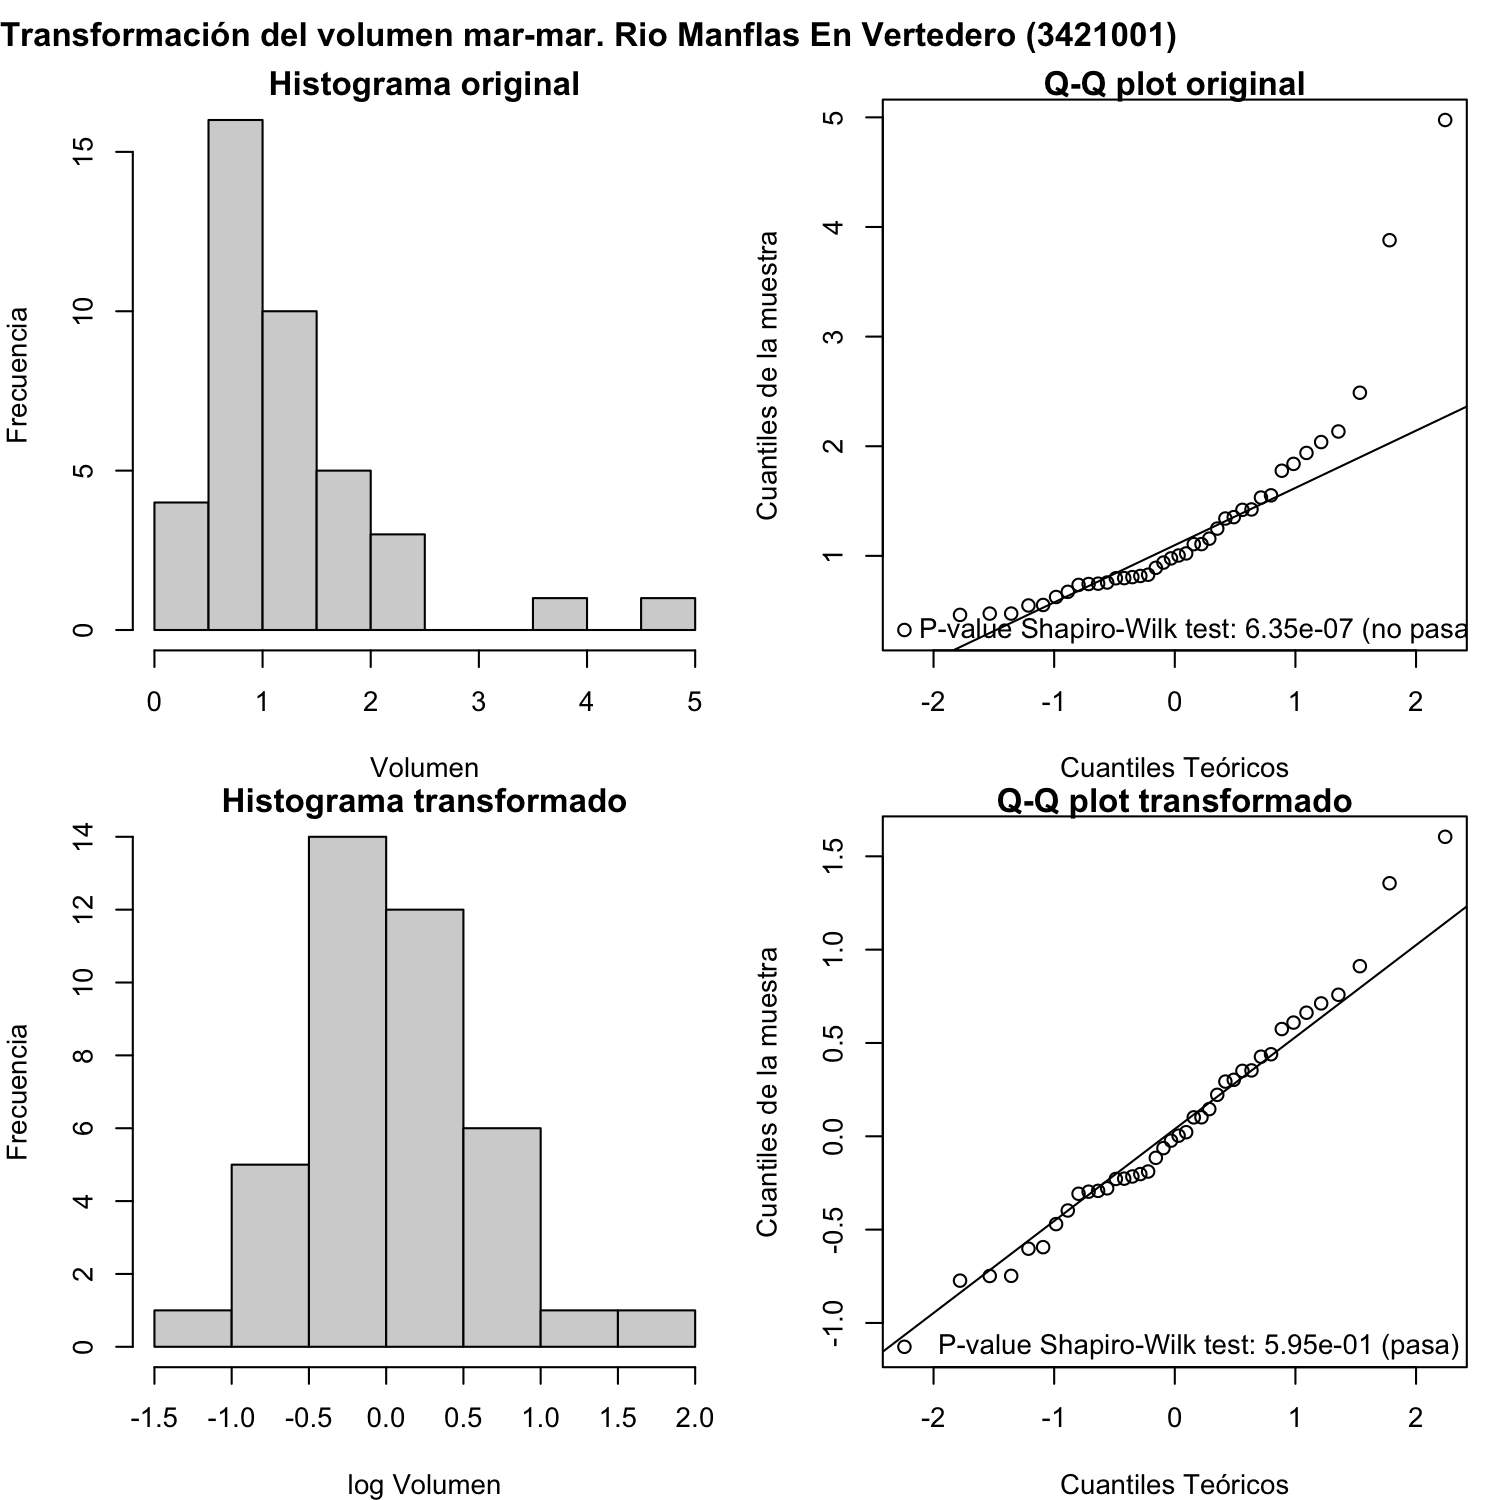 Transformación del volumen mar-mar. Rio Manflas En Vertedero (3421001)
Histograma original
Frecuencia
0 5 10 15
0 1 2 3 4 5
Volumen
Q-Q plot original
Cuantiles de la muestra
1 2 3 4 5
P-value Shapiro-Wilk test: 6.35e-07 (no pasa
-2 -1 0 1 2
Cuantiles Teóricos
Histograma transformado
Frecuencia
0 2 4 6 8 10 12 14
-1.5 -1.0 -0.5 0.0 0.5 1.0 1.5 2.0
log Volumen
Q-Q plot transformado
Cuantiles de la muestra
-1.0 -0.5 0.0 0.5 1.0 1.5
P-value Shapiro-Wilk test: 5.95e-01 (pasa)
-2 -1 0 1 2
Cuantiles Teóricos